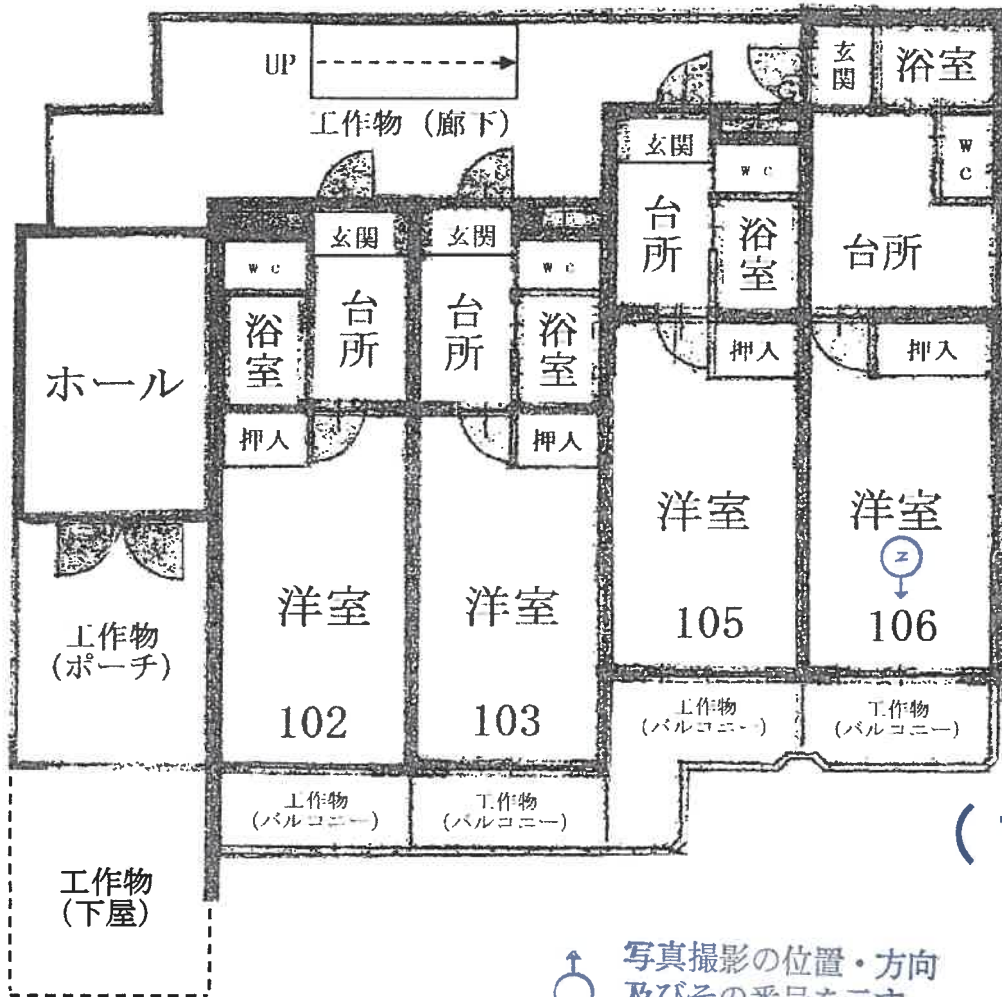 UP
工作物（廊下）
玄関
浴室
玄関
wc
wc
台所
浴室
台所
玄関
玄関
wc
wc
浴室
台所
台所
浴室
押入
押入
ホール
押入
押入
洋室
洋室
洋室
洋室
105
106
工作物
(ポーチ)
102
103
工作物
(バルコニー)
工作物
(バルコニー)
工作物
(バルコニー)
工作物
(バルコニー)
(
工作物
(下屋)
写真撮影の位置・方向